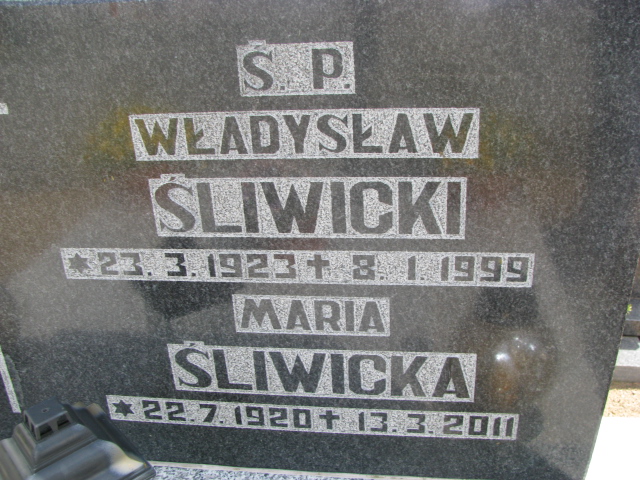 Ś. P.
WŁADYSŁAW
ŚLIWICKI
* 23. 3. 1923 † 8. 1. 1999
MARIA
ŚLIWICKA
* 22. 7. 1920 † 13. 3. 2011